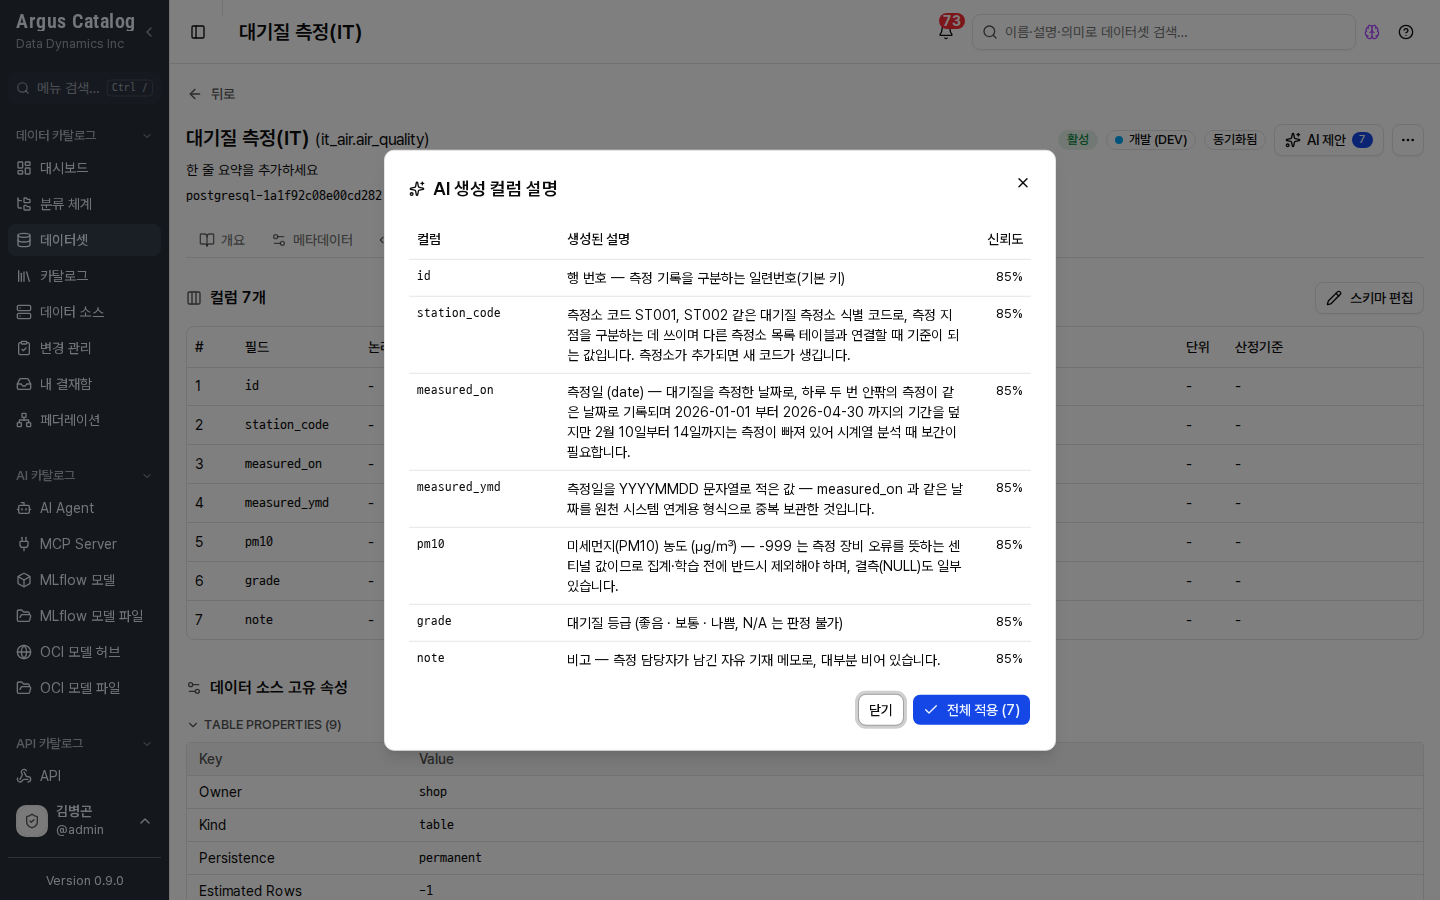 Argus Catalog
Data Dynamics Inc
메뉴 검색... Ctrl /
데이터 카탈로그
대시보드
분류 체계
데이터셋
카탈로그
데이터 소스
변경 관리
내 결재함
페더레이션
AI 카탈로그
AI Agent
MCP Server
MLflow 모델
MLflow 모델 파일
OCI 모델 허브
OCI 모델 파일
API 카탈로그
API
김병곤
@admin
Version 0.9.0
대기질 측정(IT)
73
이름·설명·의미로 데이터셋 검색...
뒤로
대기질 측정(IT) (it_air.air_quality)
활성 개발 (DEV) 동기화됨 AI 제안 7
한 줄 요약을 추가하세요
postgresql-1a1f92c08e00cd282
개요 메타데이터
컬럼 7개
스키마 편집
# 필드 단위 산정기준
1 id - - -
2 station_code - - -
3 measured_on - - -
4 measured_ymd - - -
5 pm10 - - -
6 grade - - -
7 note - - -
데이터 소스 고유 속성
TABLE PROPERTIES (9)
Key Value
Owner shop
Kind table
Persistence permanent
Estimated Rows -1
AI 생성 컬럼 설명
컬럼 생성된 설명 신뢰도
id 행 번호 — 측정 기록을 구분하는 일련번호(기본 키) 85%
station_code 측정소 코드 ST001, ST002 같은 대기질 측정소 식별 코드로, 측정 지 85%
점을 구분하는 데 쓰이며 다른 측정소 목록 테이블과 연결할 때 기준이 되
는 값입니다. 측정소가 추가되면 새 코드가 생깁니다.
measured_on 측정일 (date) — 대기질을 측정한 날짜로, 하루 두 번 안팎의 측정이 같 85%
은 날짜로 기록되며 2026-01-01 부터 2026-04-30 까지의 기간을 덮
지만 2월 10일부터 14일까지는 측정이 빠져 있어 시계열 분석 때 보간이
필요합니다.
measured_ymd 측정일을 YYYYMMDD 문자열로 적은 값 — measured_on 과 같은 날 85%
짜를 원천 시스템 연계용 형식으로 중복 보관한 것입니다.
pm10 미세먼지(PM10) 농도 (µg/m³) — -999 는 측정 장비 오류를 뜻하는 센 85%
티널 값이므로 집계·학습 전에 반드시 제외해야 하며, 결측(NULL)도 일부
있습니다.
grade 대기질 등급 (좋음 · 보통 · 나쁨, N/A 는 판정 불가) 85%
note 비고 — 측정 담당자가 남긴 자유 기재 메모로, 대부분 비어 있습니다. 85%
닫기 전체 적용 (7)